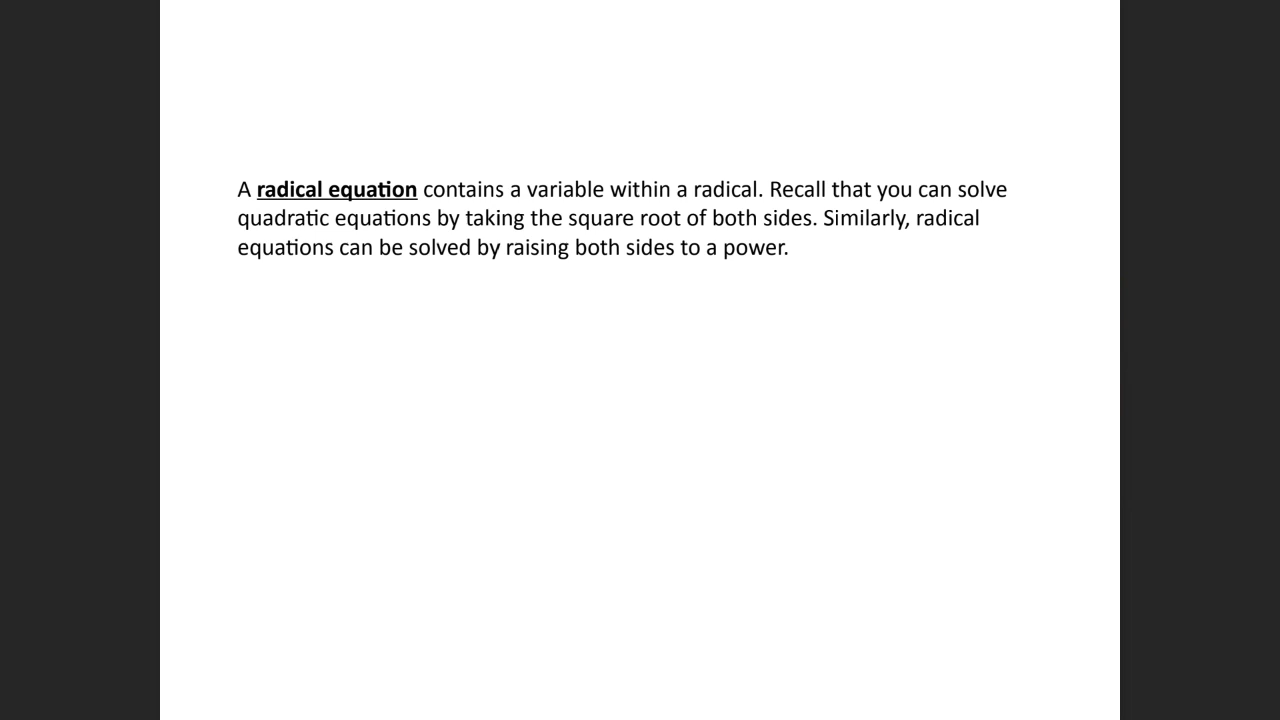 A radical equation contains a variable within a radical. Recall that you can solve
quadratic equations by taking the square root of both sides. Similarly, radical
equations can be solved by raising both sides to a power.